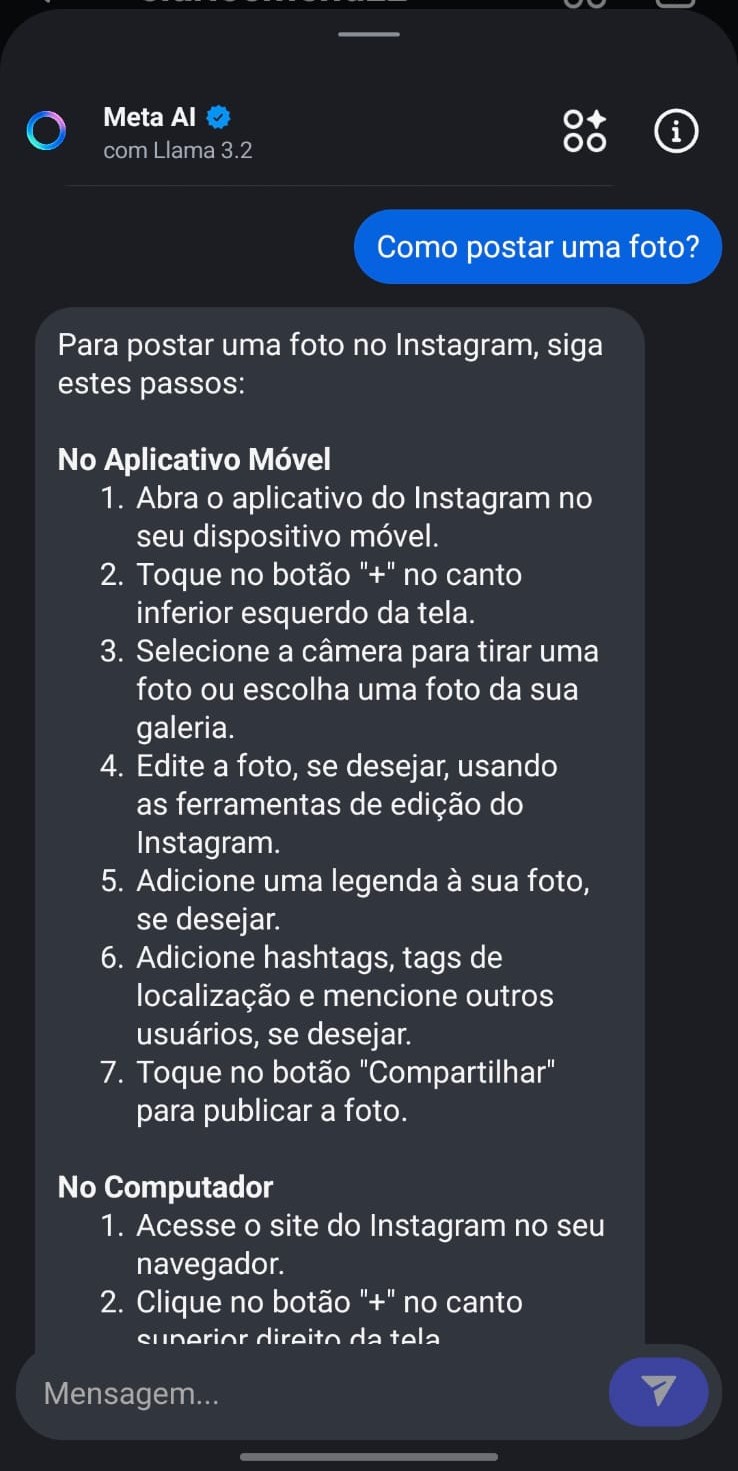 Meta AI
com Llama 3.2
Como postar uma foto?
Para postar uma foto no Instagram, siga
estes passos:
No Aplicativo Móvel
1. Abra o aplicativo do Instagram no
seu dispositivo móvel.
2. Toque no botão "+" no canto
inferior esquerdo da tela.
3. Selecione a câmera para tirar uma
foto ou escolha uma foto da sua
galeria.
4. Edite a foto, se desejar, usando
as ferramentas de edição do
Instagram.
5. Adicione uma legenda à sua foto,
se desejar.
6. Adicione hashtags, tags de
localização e mencione outros
usuários, se desejar.
7. Toque no botão "Compartilhar"
para publicar a foto.
No Computador
1. Acesse o site do Instagram no seu
navegador.
2. Clique no botão "+" no canto
superior direito da tela
Mensagem...